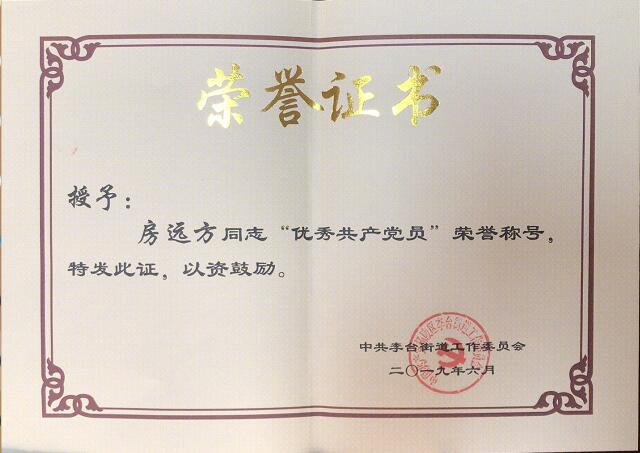 荣誉证书
授予：
房远方同志“优秀共产党员”荣誉称号，
特发此证，以资鼓励。
中共李台街道工作委员会
二〇一九年六月